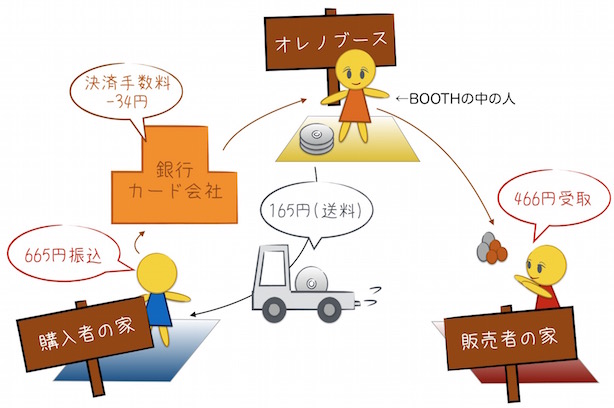 オレノブース
決済手数料
-34円
←BOOTHの中の人
銀行
カード会社
165円(送料)
466円受取
665円振込
購入者の家
販売者の家